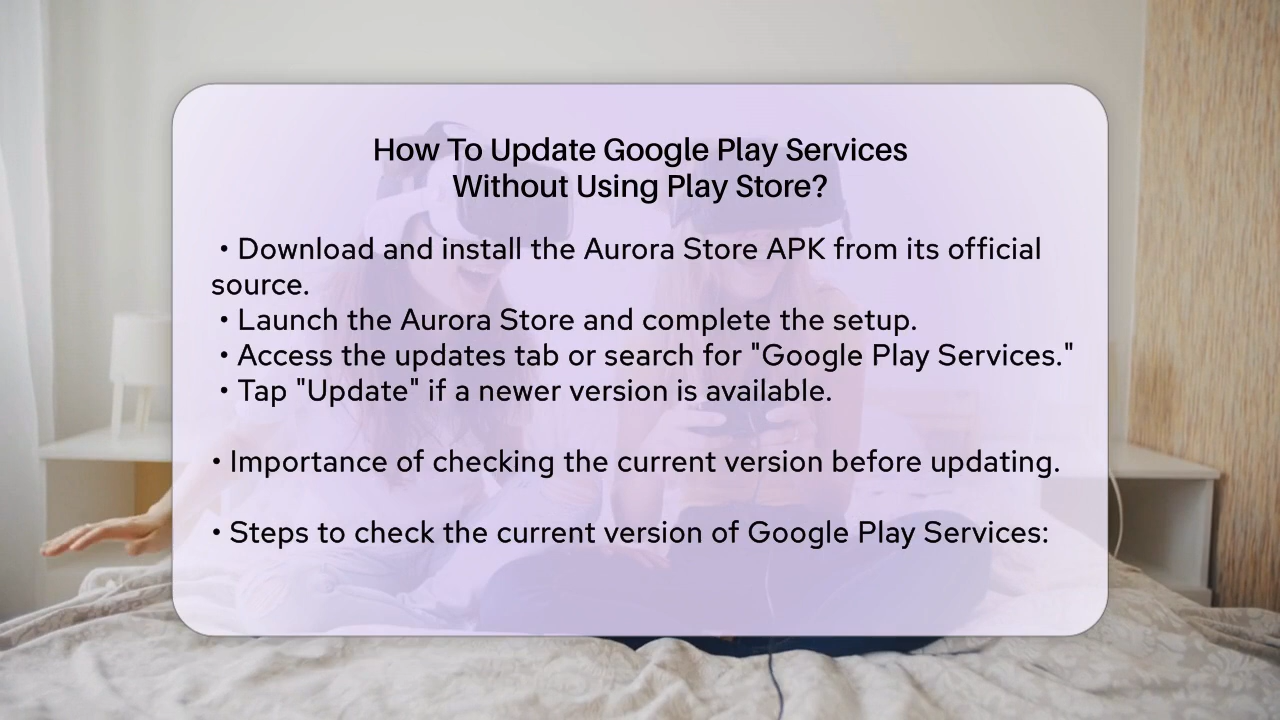 How To Update Google Play Services
Without Using Play Store?
• Download and install the Aurora Store APK from its official
source.
• Launch the Aurora Store and complete the setup.
• Access the updates tab or search for "Google Play Services."
• Tap "Update" if a newer version is available.
• Importance of checking the current version before updating.
• Steps to check the current version of Google Play Services: